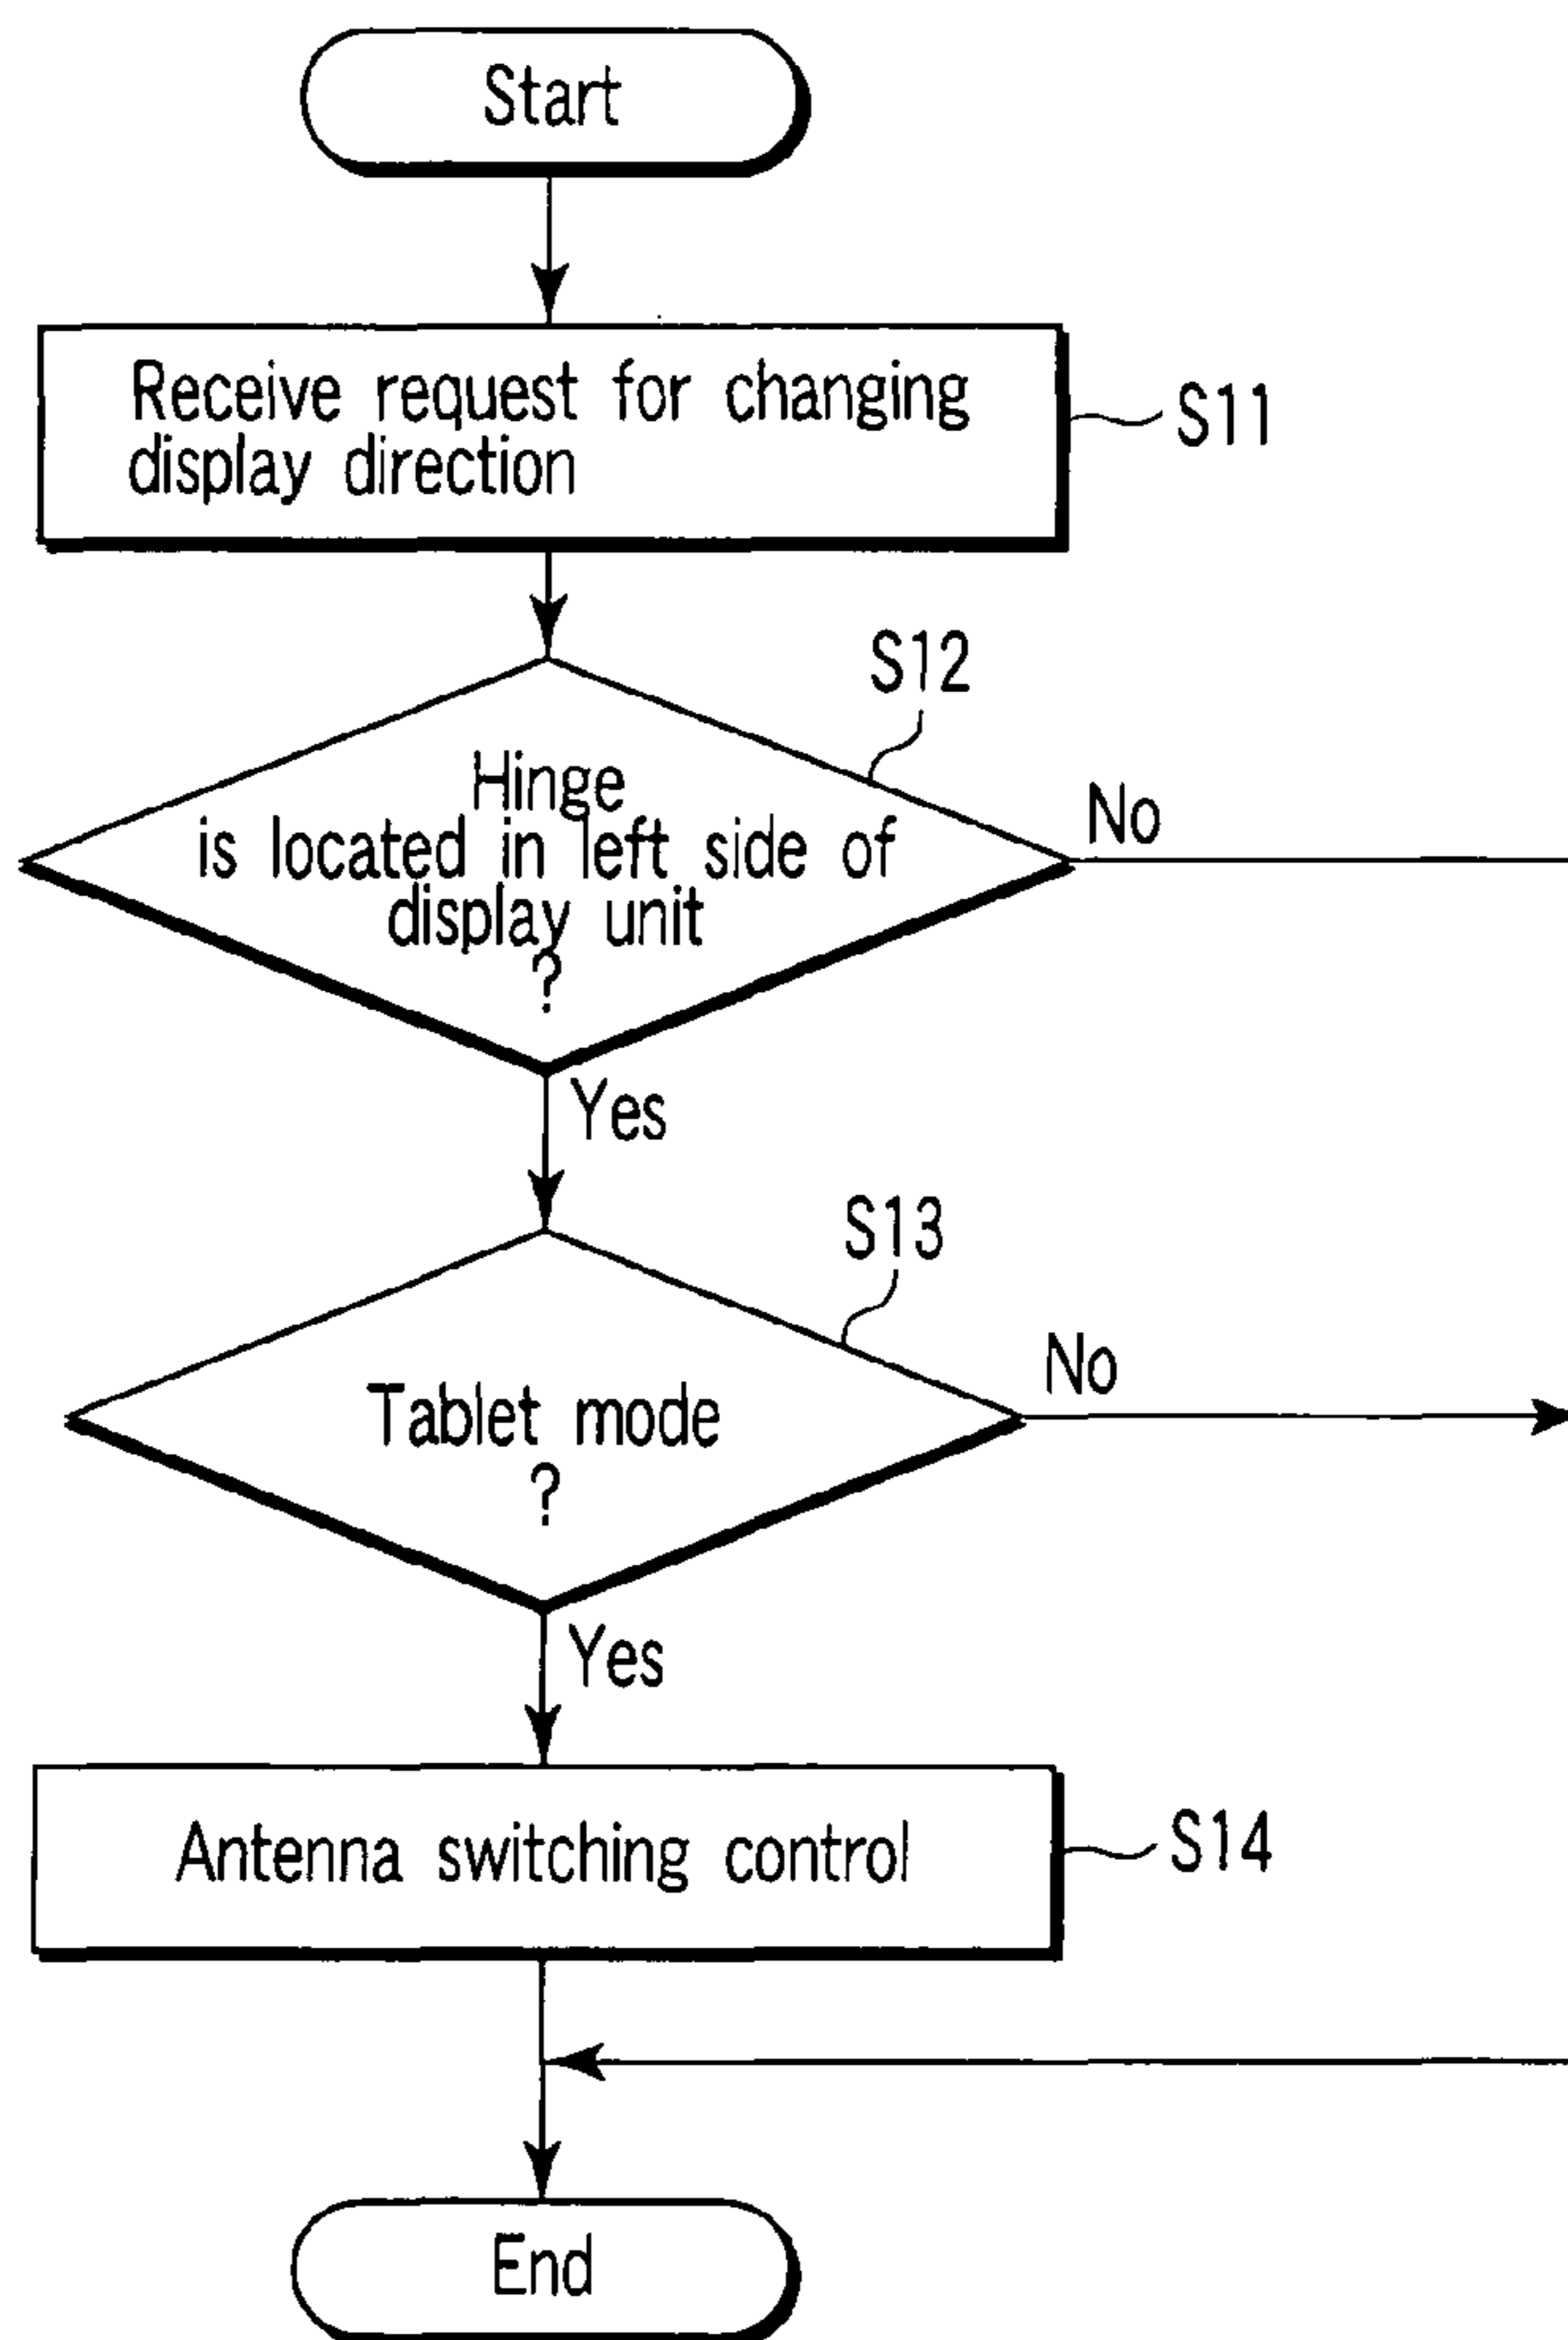 Start
Receive request for changing
display direction
S11
S12
Hinge
is located in left side of
display unit
?
No
Yes
S13
Tablet mode
?
No
Yes
Antenna switching control
S14
End